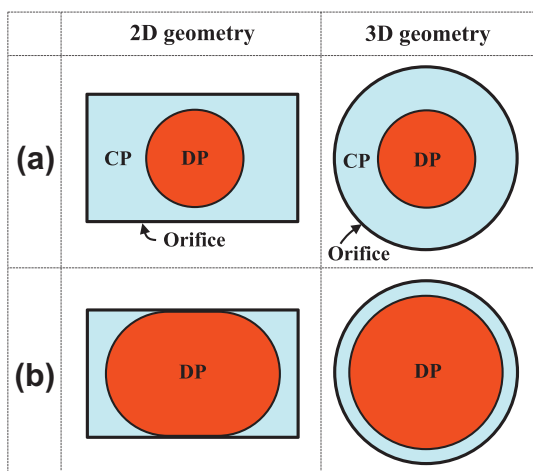 2D geometry
3D geometry
(a)
CP
DP
Orifice
CP
DP
Orifice
(b)
DP
DP